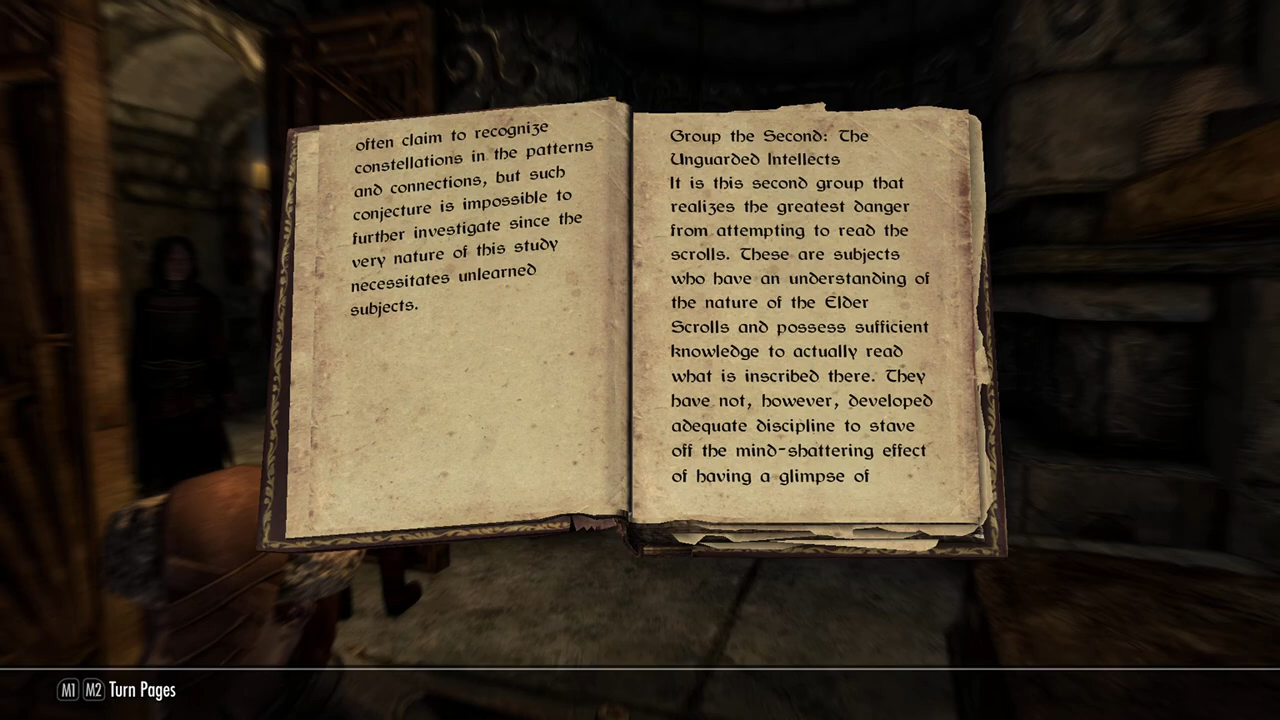 often claim to recognize
constellations in the patterns
and connections, but such
conjecture is impossible to
further investigate since the
very nature of this study
necessitates unlearned
subjects.
Group the Second: The
Unguarded Intellects
It is this second group that
realizes the greatest danger
from attempting to read the
scrolls. These are subjects
who have an understanding of
the nature of the Elder
Scrolls and possess sufficient
knowledge to actually read
what is inscribed there. They
have not, however, developed
adequate discipline to stave
off the mind-shattering effect
of having a glimpse of
M1 M2 Turn Pages